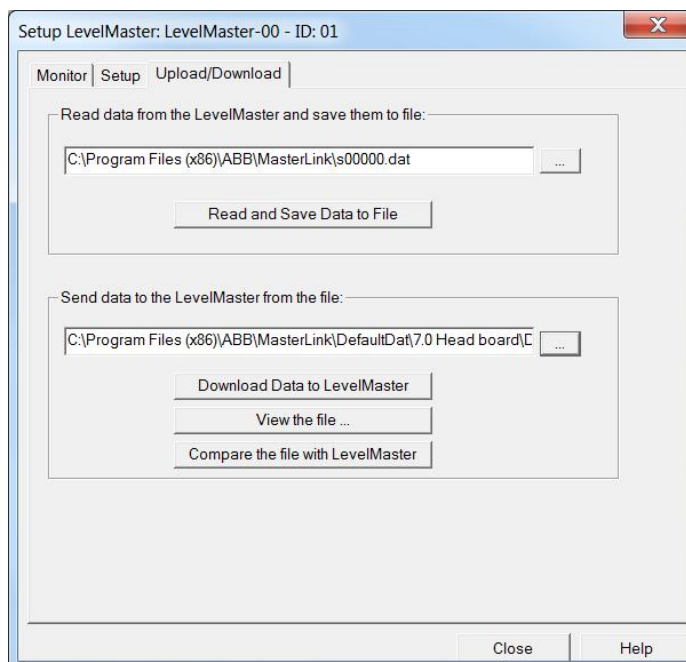 Setup LevelMaster: LevelMaster-00 - ID: 01
X
Monitor Setup Upload/Download
Read data from the LevelMaster and save them to file:
C:\Program Files (x86)\ABB\MasterLink\s00000.dat ...
Read and Save Data to File
Send data to the LevelMaster from the file:
C:\Program Files (x86)\ABB\MasterLink\DefaultDat\7.0 Head board\D ...
Download Data to LevelMaster
View the file ...
Compare the file with LevelMaster
Close Help